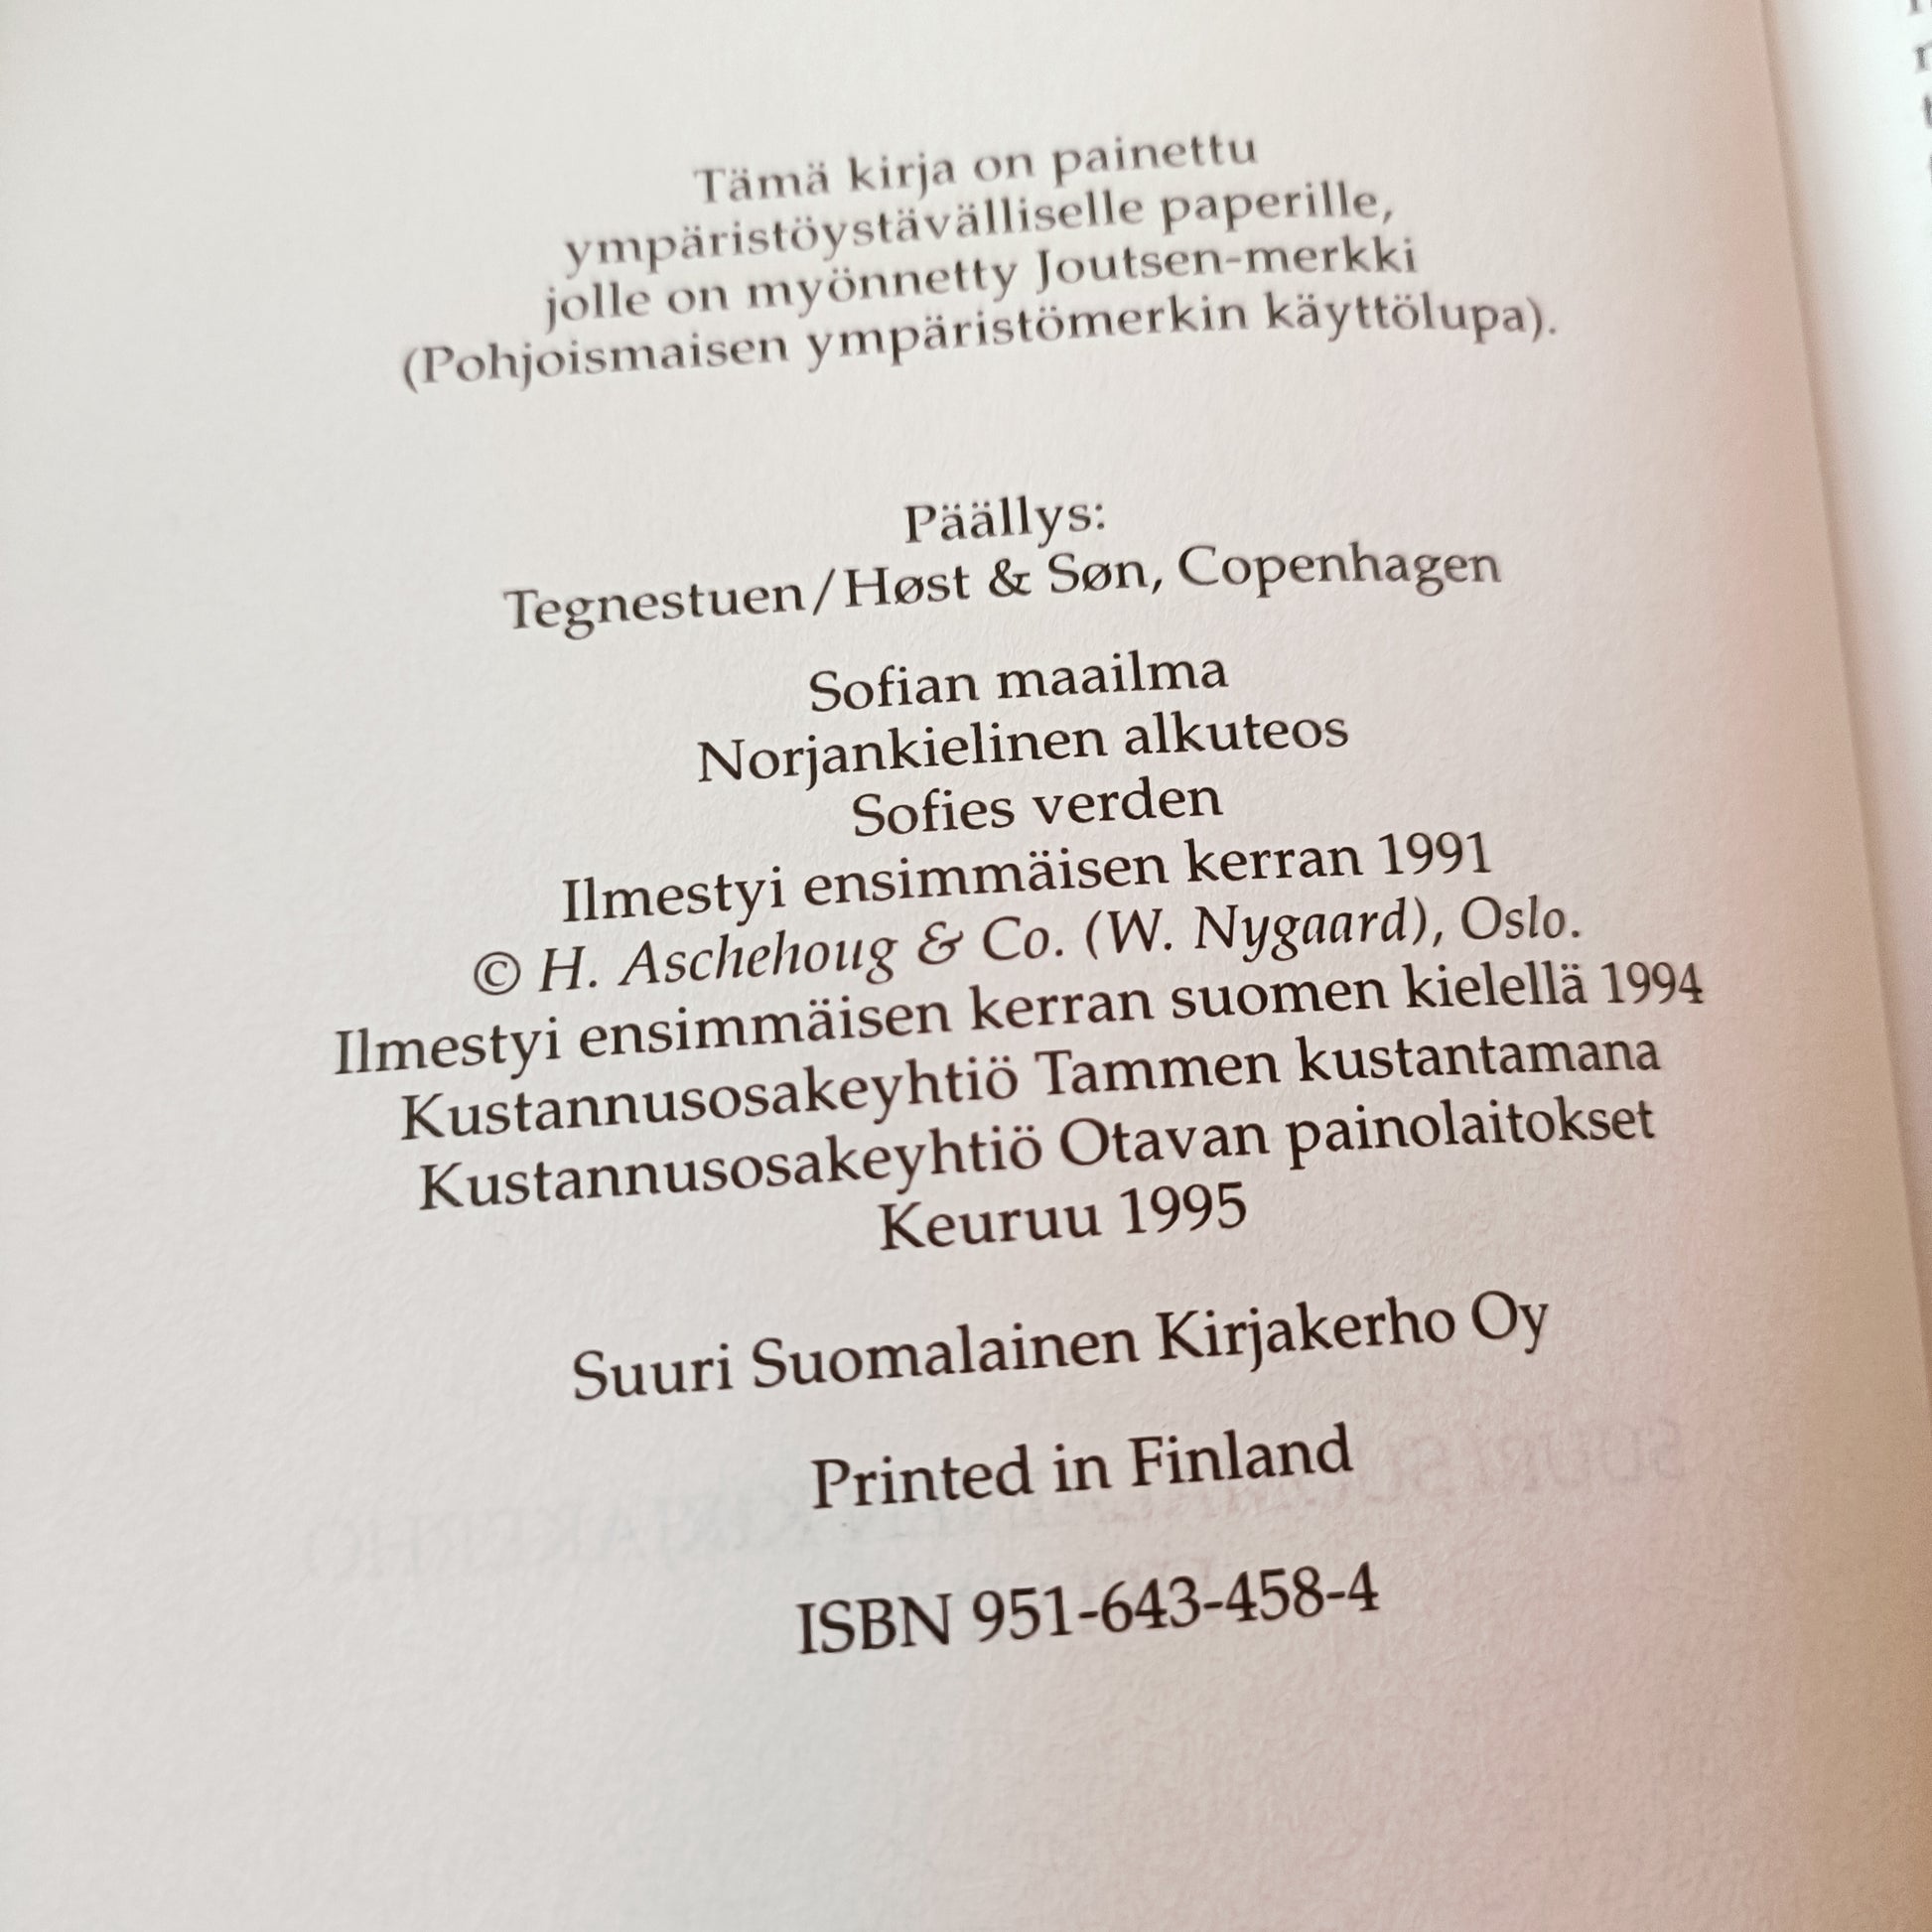 Tämä kirja on painettu
ympäristöystävälliselle paperille,
jolle on myönnetty Joutsen-merkki
(Pohjoismaisen ympäristömerkin käyttölupa).
Päällys:
Tegnestuen/Høst & Søn, Copenhagen
Sofian maailma
Norjankielinen alkuteos
Sofies verden
Ilmestyi ensimmäisen kerran 1991
© H. Aschehoug & Co. (W. Nygaard), Oslo.
Ilmestyi ensimmäisen kerran suomen kielellä 1994
Kustannusosakeyhtiö Tammen kustantamana
Kustannusosakeyhtiö Otavan painolaitokset
Keuruu 1995
Suuri Suomalainen Kirjakerho Oy
Printed in Finland
ISBN 951-643-458-4